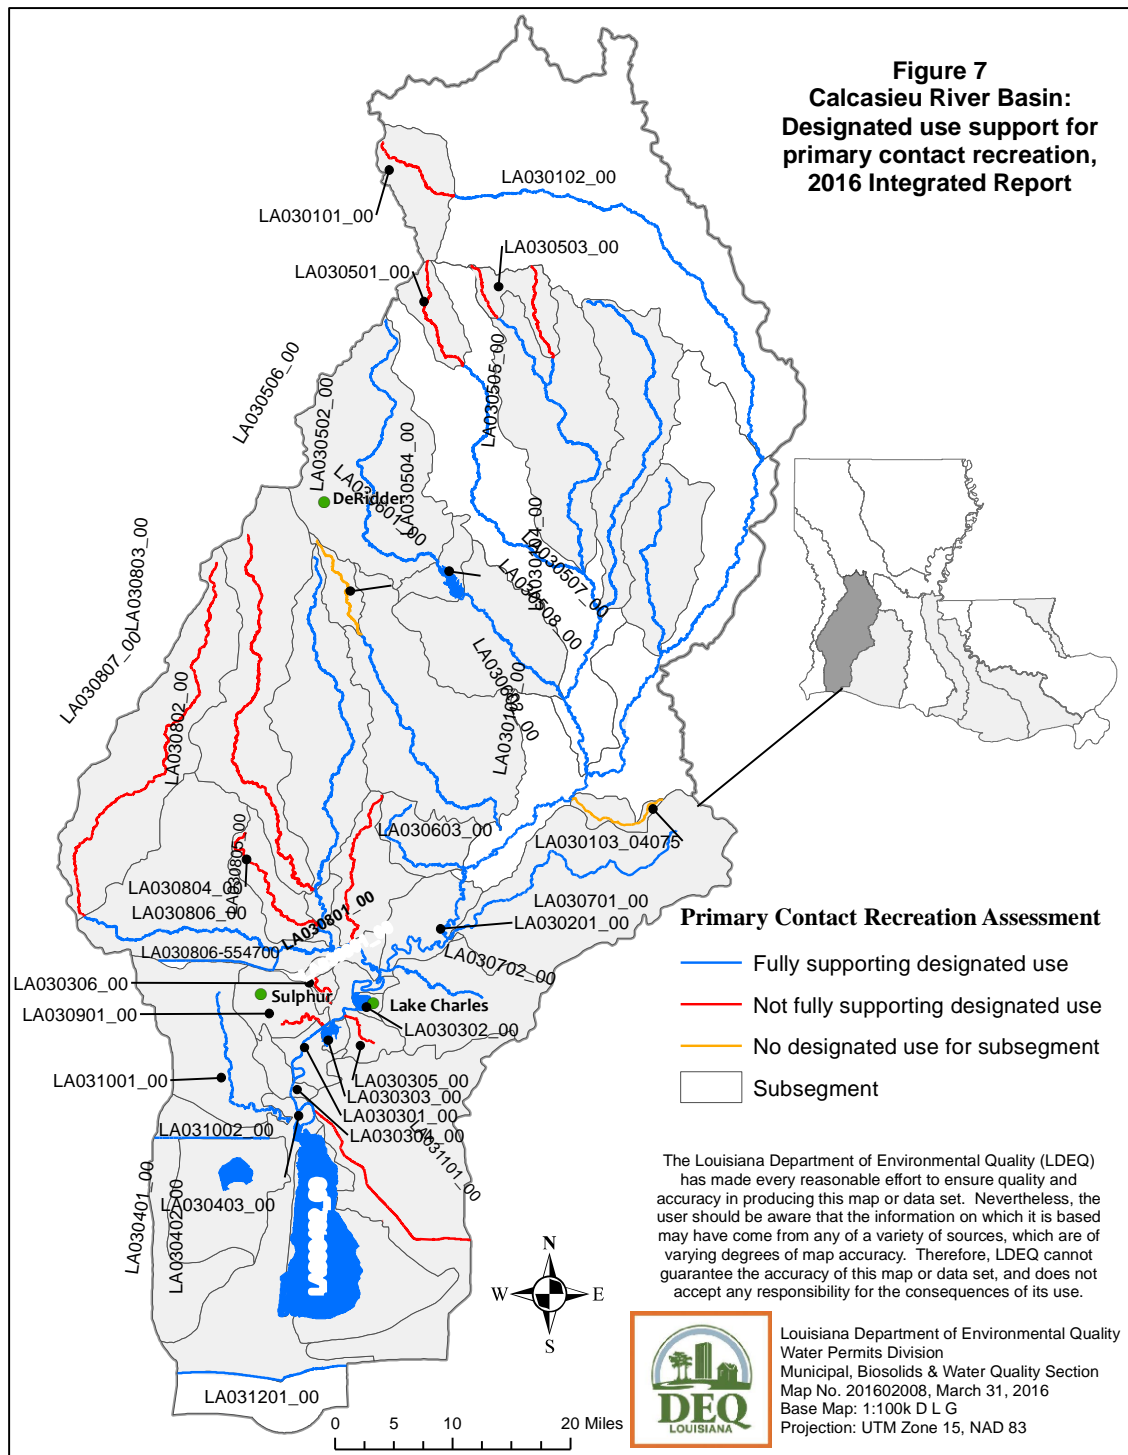 Figure 7
Calcasieu River Basin:
Designated use support for
primary contact recreation,
2016 Integrated Report
LA030102_00
LA030101_00
LA030503_00
LA030501_00
LA030506_00
LA030505_00
LA030502_00
LA030504_00
DeRidder
LA030803_00
LA030507_00
LA030508_00
LA030807_00
LA030802_00
LA030602_00
LA030603_00
LA030103_04075
LA030805_00
LA030804_00
LA030806_00
LA030801_00
LA030701_00
LA030201_00
LA030806-554700
LA030702_00
LA030306_00
Sulphur
Lake Charles
LA030901_00
LA030302_00
LA031001_00
LA030305_00
LA030303_00
LA030301_00
LA031002_00
LA030304_00
LA031101_00
LA030401_00
LA030402_00
LA030403_00
LA031201_00
Primary Contact Recreation Assessment
Fully supporting designated use
Not fully supporting designated use
No designated use for subsegment
Subsegment
The Louisiana Department of Environmental Quality (LDEQ)
has made every reasonable effort to ensure quality and
accuracy in producing this map or data set. Nevertheless, the
user should be aware that the information on which it is based
may have come from any of a variety of sources, which are of
varying degrees of map accuracy. Therefore, LDEQ cannot
guarantee the accuracy of this map or data set, and does not
accept any responsibility for the consequences of its use.
N
W E
S
0 5 10 20 Miles
DEQ
LOUISIANA
Louisiana Department of Environmental Quality
Water Permits Division
Municipal, Biosolids & Water Quality Section
Map No. 201602008, March 31, 2016
Base Map: 1:100k D L G
Projection: UTM Zone 15, NAD 83